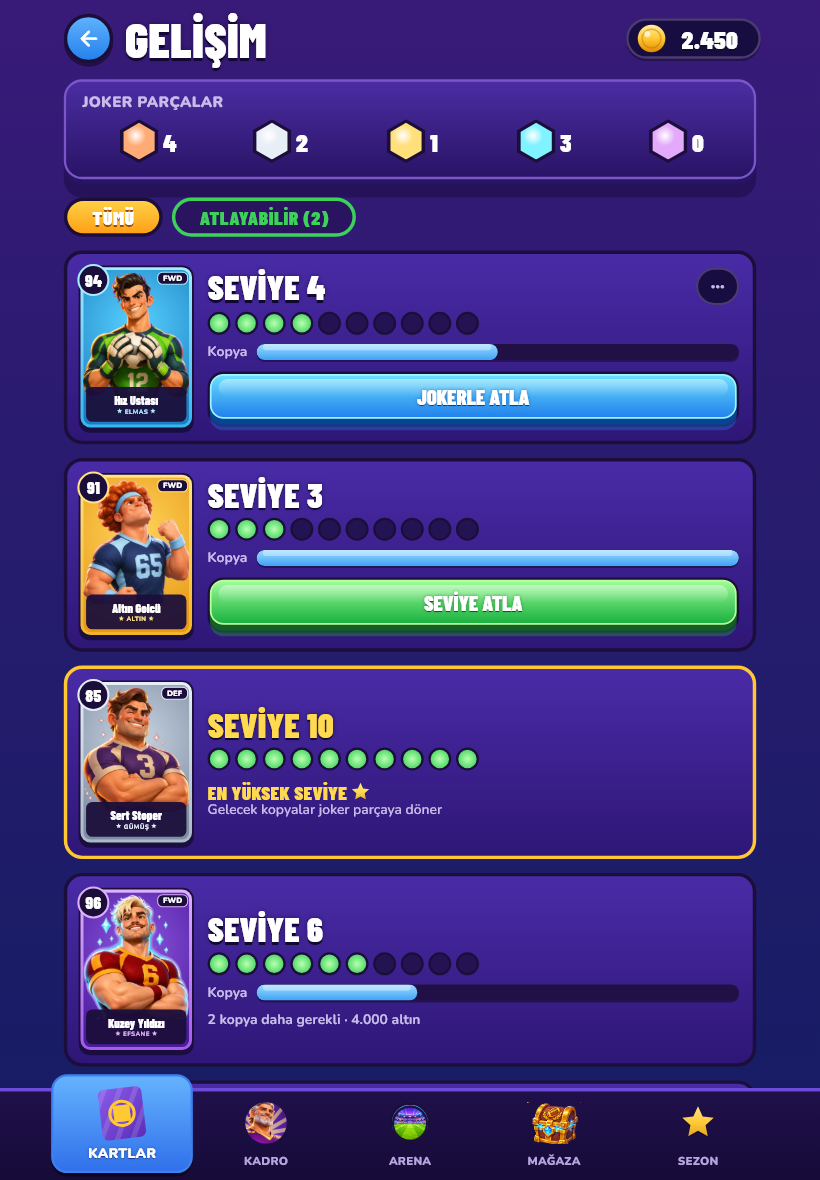 GELİŞİM
2.450
JOKER PARÇALAR
4 2 1 3 0
TÜMÜ
ATLAYABİLİR (2)
94
FWD
12
Hız Ustası
★ ELMAS ★
SEVİYE 4
...
Kopya
JOKERLE ATLA
91
FWD
65
Altın Golcü
★ ALTIN ★
SEVİYE 3
Kopya
SEVİYE ATLA
85
DEF
3
Sert Stoper
★ GÜMÜŞ ★
SEVİYE 10
EN YÜKSEK SEVİYE ★
Gelecek kopyalar joker parçaya döner
96
FWD
6
Kuzey Yıldızı
★ EFSANE ★
SEVİYE 6
Kopya
2 kopya daha gerekli · 4.000 altın
KARTLAR
KADRO
ARENA
MAĞAZA
SEZON